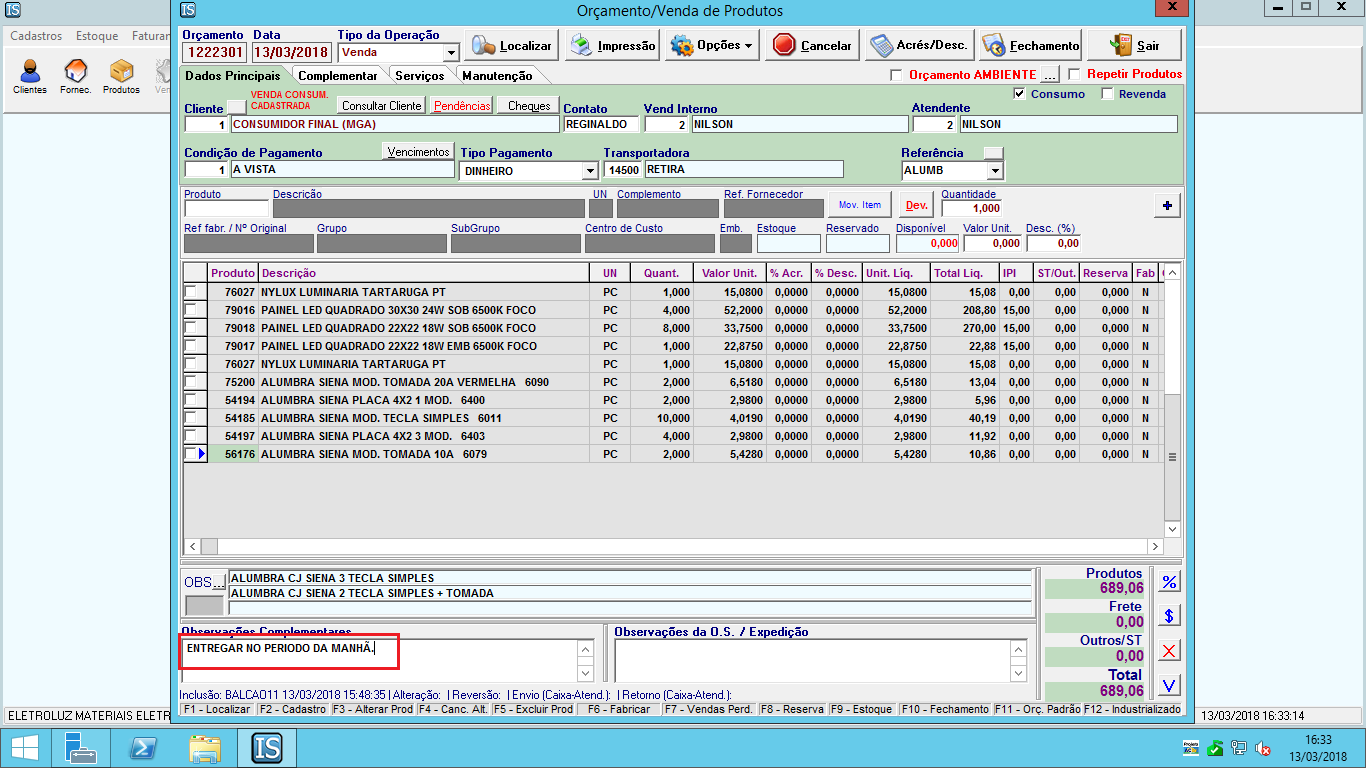 Orçamento/Venda de Produtos
Cadastros Estoque Faturar
Clientes Fornec. Produtos
Orçamento Data Tipo da Operação
1222301 13/03/2018 Venda
Localizar Impressão Opções Cancelar Acrés/Desc. Fechamento Sair
Dados Principais Complementar Serviços Manutenção
Orçamento AMBIENTE ... Repetir Produtos
Consumo Revenda
VENDA CONSUM.
CADASTRADA
Cliente Consultar Cliente Pendências Cheques Contato Vend Interno Atendente
1 CONSUMIDOR FINAL (MGA) REGINALDO 2 NILSON 2 NILSON
Condição de Pagamento Vencimentos Tipo Pagamento Transportadora Referência
1 A VISTA DINHEIRO 14500 RETIRA ALUMB
Produto Descrição UN Complemento Ref. Fornecedor Mov. Item Dev. Quantidade
1,000 +
Ref fabr. / Nº Original Grupo SubGrupo Centro de Custo Emb. Estoque Reservado Disponível Valor Unit. Desc. (%)
0,000 0,000 0,00
Produto Descrição UN Quant. Valor Unit. % Acr. % Desc. Unit. Liq. Total Liq. IPI ST/Out. Reserva Fab
76027 NYLUX LUMINARIA TARTARUGA PT PC 1,000 15,0800 0,0000 0,0000 15,0800 15,08 0,00 0,00 0,000 N
79016 PAINEL LED QUADRADO 30X30 24W SOB 6500K FOCO PC 4,000 52,2000 0,0000 0,0000 52,2000 208,80 15,00 0,00 0,000 N
79018 PAINEL LED QUADRADO 22X22 18W SOB 6500K FOCO PC 8,000 33,7500 0,0000 0,0000 33,7500 270,00 15,00 0,00 0,000 N
79017 PAINEL LED QUADRADO 22X22 18W EMB 6500K FOCO PC 1,000 22,8750 0,0000 0,0000 22,8750 22,88 15,00 0,00 0,000 N
76027 NYLUX LUMINARIA TARTARUGA PT PC 1,000 15,0800 0,0000 0,0000 15,0800 15,08 0,00 0,00 0,000 N
75200 ALUMBRA SIENA MOD. TOMADA 20A VERMELHA 6090 PC 2,000 6,5180 0,0000 0,0000 6,5180 13,04 0,00 0,00 0,000 N
54194 ALUMBRA SIENA PLACA 4X2 1 MOD. 6400 PC 2,000 2,9800 0,0000 0,0000 2,9800 5,96 0,00 0,00 0,000 N
54185 ALUMBRA SIENA MOD. TECLA SIMPLES 6011 PC 10,000 4,0190 0,0000 0,0000 4,0190 40,19 0,00 0,00 0,000 N
54197 ALUMBRA SIENA PLACA 4X2 3 MOD. 6403 PC 4,000 2,9800 0,0000 0,0000 2,9800 11,92 0,00 0,00 0,000 N
56176 ALUMBRA SIENA MOD. TOMADA 10A 6079 PC 2,000 5,4280 0,0000 0,0000 5,4280 10,86 0,00 0,00 0,000 N
OBS ... ALUMBRA CJ SIENA 3 TECLA SIMPLES
ALUMBRA CJ SIENA 2 TECLA SIMPLES + TOMADA
Produtos
689,06 %
Frete
0,00 $
Outros/ST
0,00 X
Total
689,06 V
Observações Complementares Observações da O.S. / Expedição
ENTREGAR NO PERIODO DA MANHÃ.
Inclusão: BALCAO11 13/03/2018 15:48:35 | Alteração: | Reversão: | Envio (Caixa-Atend.): | Retorno (Caixa-Atend.):
F1 - Localizar F2 - Cadastro F3 - Alterar Prod F4 - Canc. Alt. F5 - Excluir Prod F6 - Fabricar F7 - Vendas Perd. F8 - Reserva F9 - Estoque F10 - Fechamento F11 - Orç. Padrão F12 - Industrializado
ELETROLUZ MATERIAIS ELETR 13/03/2018 16:33:14
IS
16:33
13/03/2018